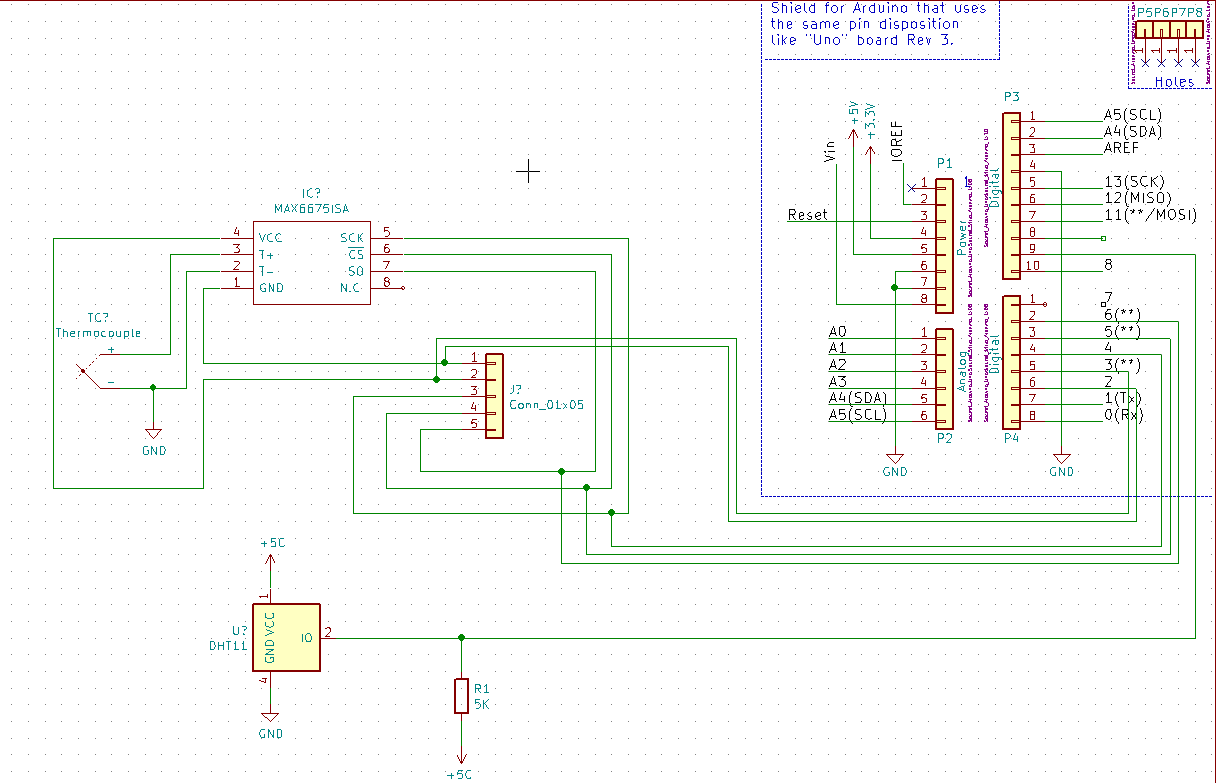 Shield for Arduino that uses
the same pin disposition
like "Uno" board Rev 3.
P5P6P7P8
1 1 1 1
Holes
IC?
MAX6675ISA
4 VCC SCK 5
3 T+ CS 6
2 T- SO 7
1 GND N.C 8
TC?
Thermocouple
+
-
GND
1
2
3
4
5
J?
Conn_01x05
Vin
+5V
+3.3V
IOREF
Reset
P1
Power
1
2
3
4
5
6
7
8
P3
Digital
1 A5(SCL)
2 A4(SDA)
3 AREF
4
5 13(SCK)
6 12(MISO)
7 11(**/MOSI)
8
9
10 8
P2
Analog
A0 1
A1 2
A2 3
A3 4
A4(SDA) 5
A5(SCL) 6
P4
Digital
1 7
2 6(**)
3 5(**)
4 4
5 3(**)
6 2
7 1(Tx)
8 0(Rx)
GND
GND
+5C
1
U?
DHT11
VCC
GND
IO 2
4
GND
R1
5K
+5C